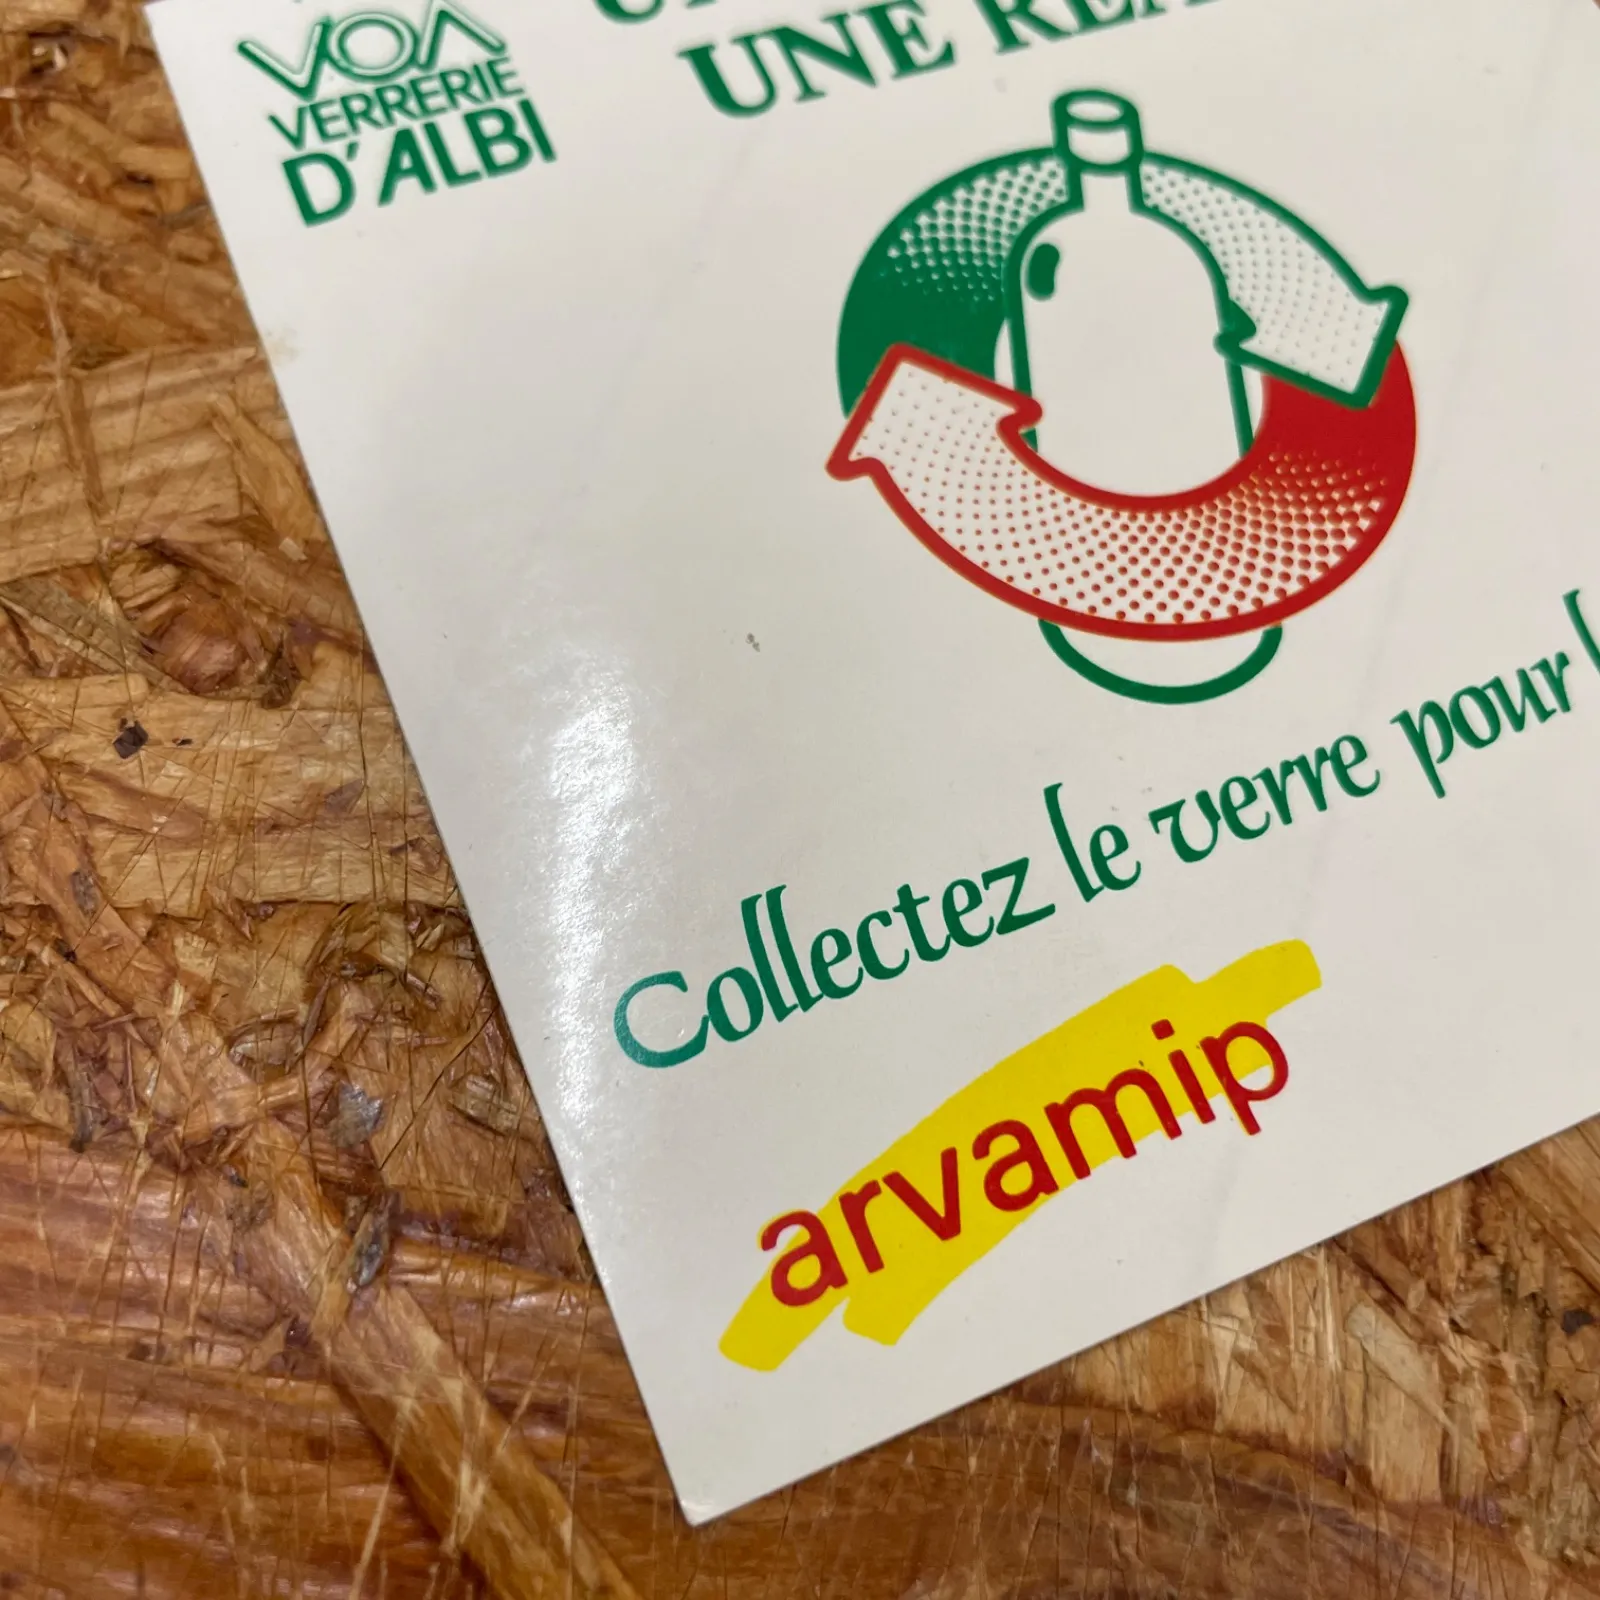 VOA
VERRERIE
D'ALBI
UNE
Collectez le verre pour
arvamip